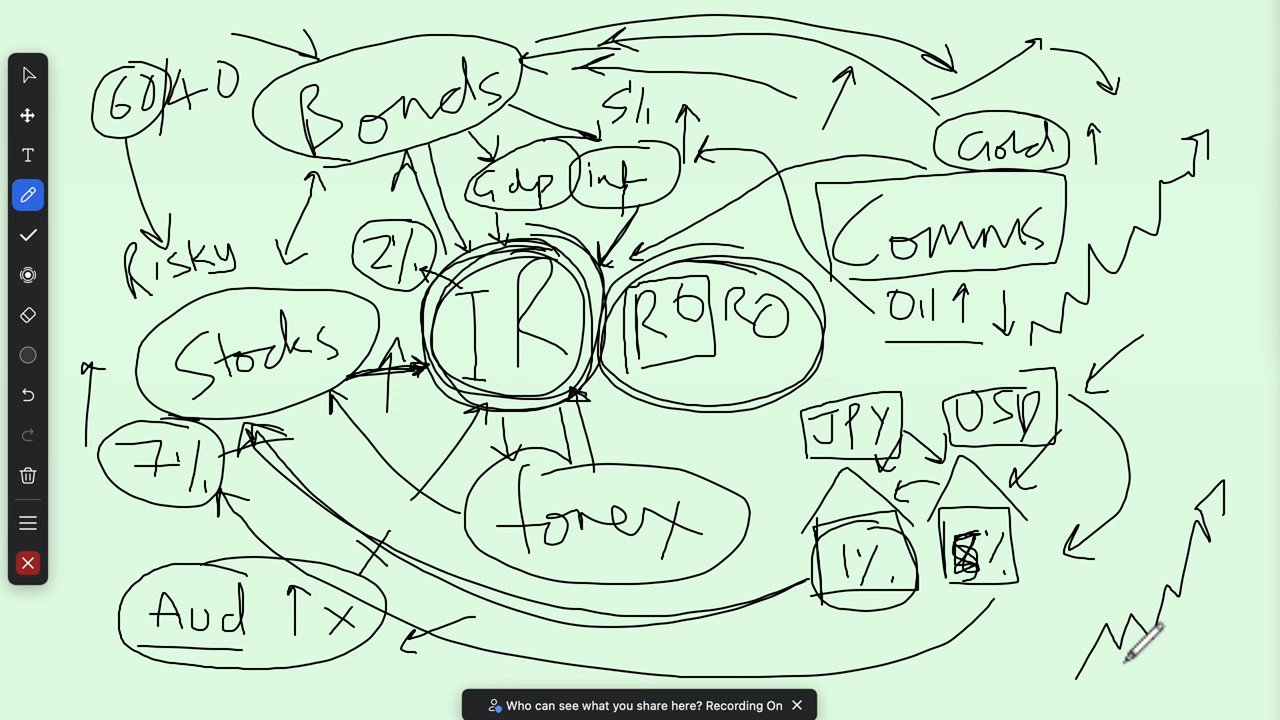 60/40
Bonds
5%
Gdp inf
Gold
Comms
Oil
Risky
2%
IR
RORO
Stocks
JPY USD
7%
forex
1% %
Aud x
T
Who can see what you share here? Recording On